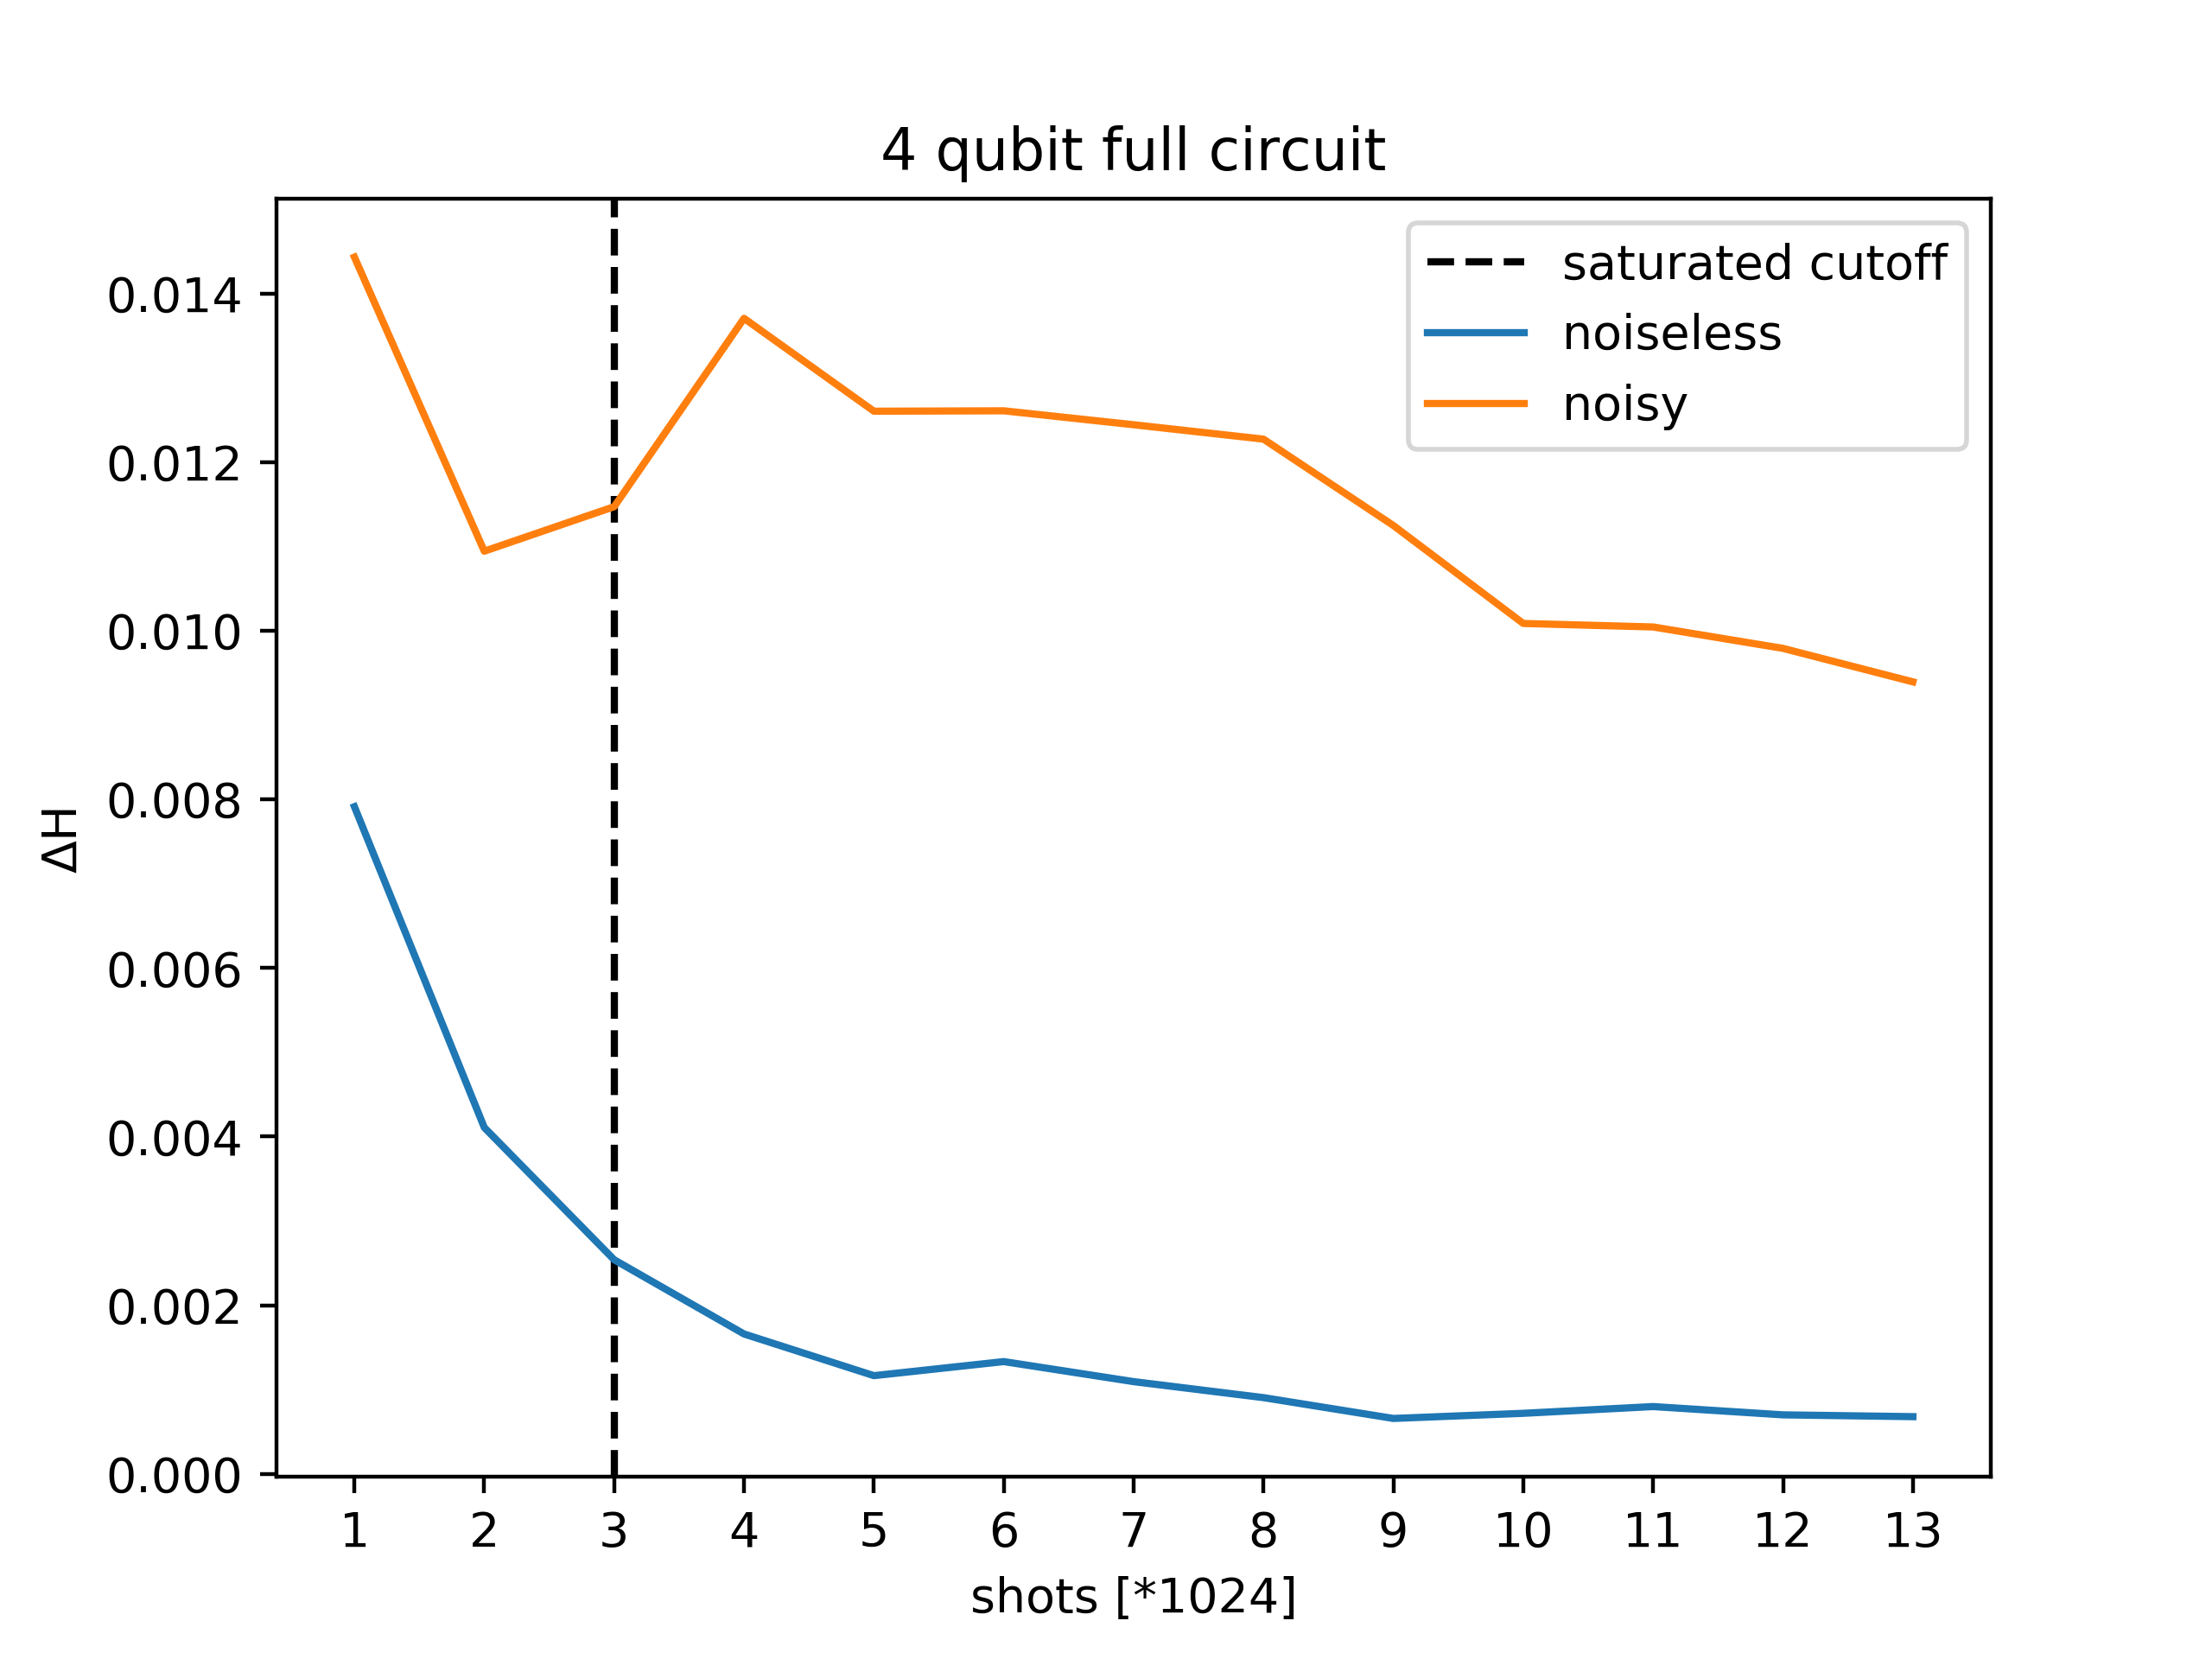 4 qubit full circuit
saturated cutoff
noiseless
noisy
0.014
0.012
0.010
0.008
0.006
0.004
0.002
0.000
ΔH
1 2 3 4 5 6 7 8 9 10 11 12 13
shots [*1024]